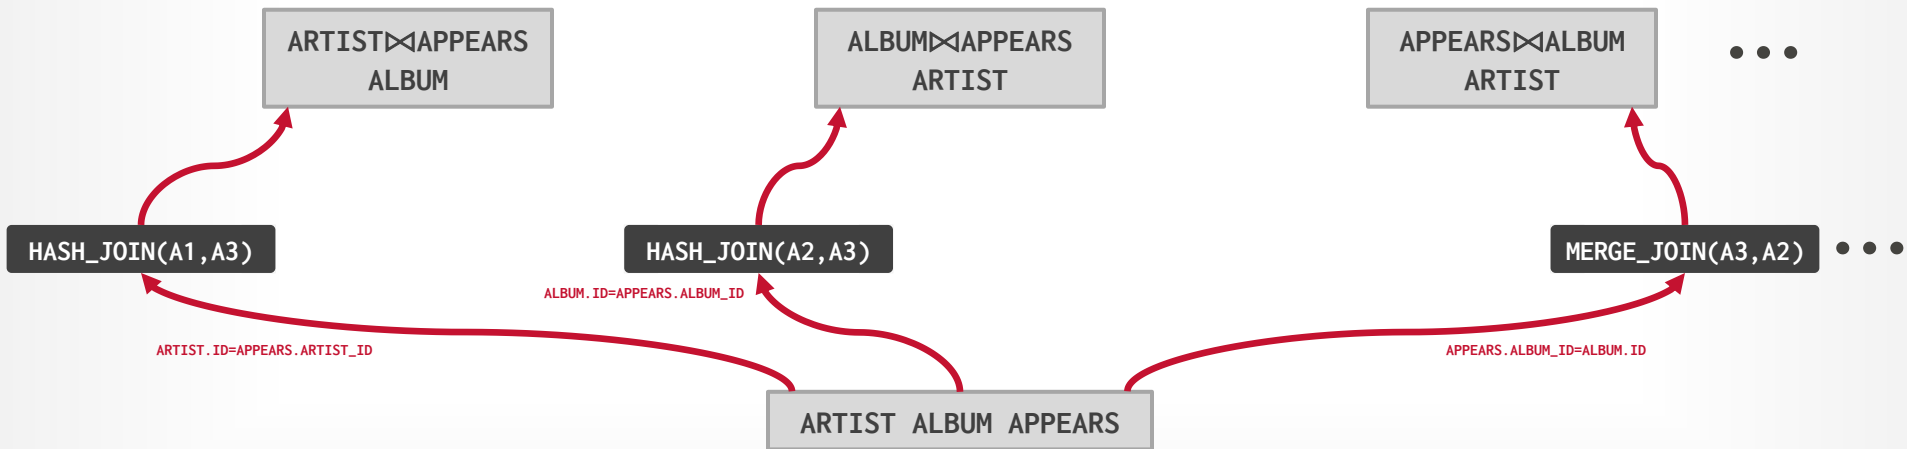 ARTIST⋈APPEARS
ALBUM
ALBUM⋈APPEARS
ARTIST
APPEARS⋈ALBUM
ARTIST
HASH_JOIN(A1,A3)
HASH_JOIN(A2,A3)
MERGE_JOIN(A3,A2)
ALBUM.ID=APPEARS.ALBUM_ID
ARTIST.ID=APPEARS.ARTIST_ID
APPEARS.ALBUM_ID=ALBUM.ID
ARTIST ALBUM APPEARS